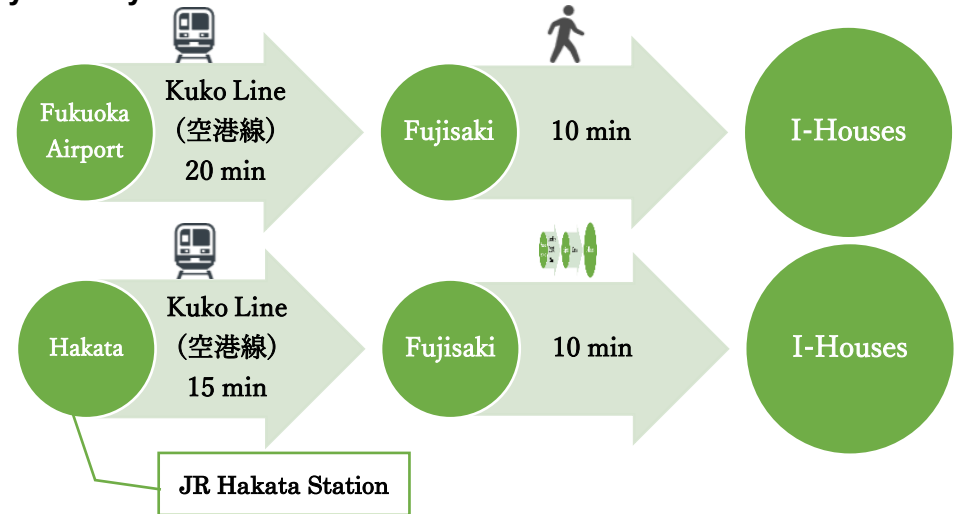 Fukuoka
Airport
Kuko Line
(空港線)
20 min
Fujisaki
10 min
I-Houses
Hakata
Kuko Line
(空港線)
15 min
Fujisaki
10 min
I-Houses
JR Hakata Station